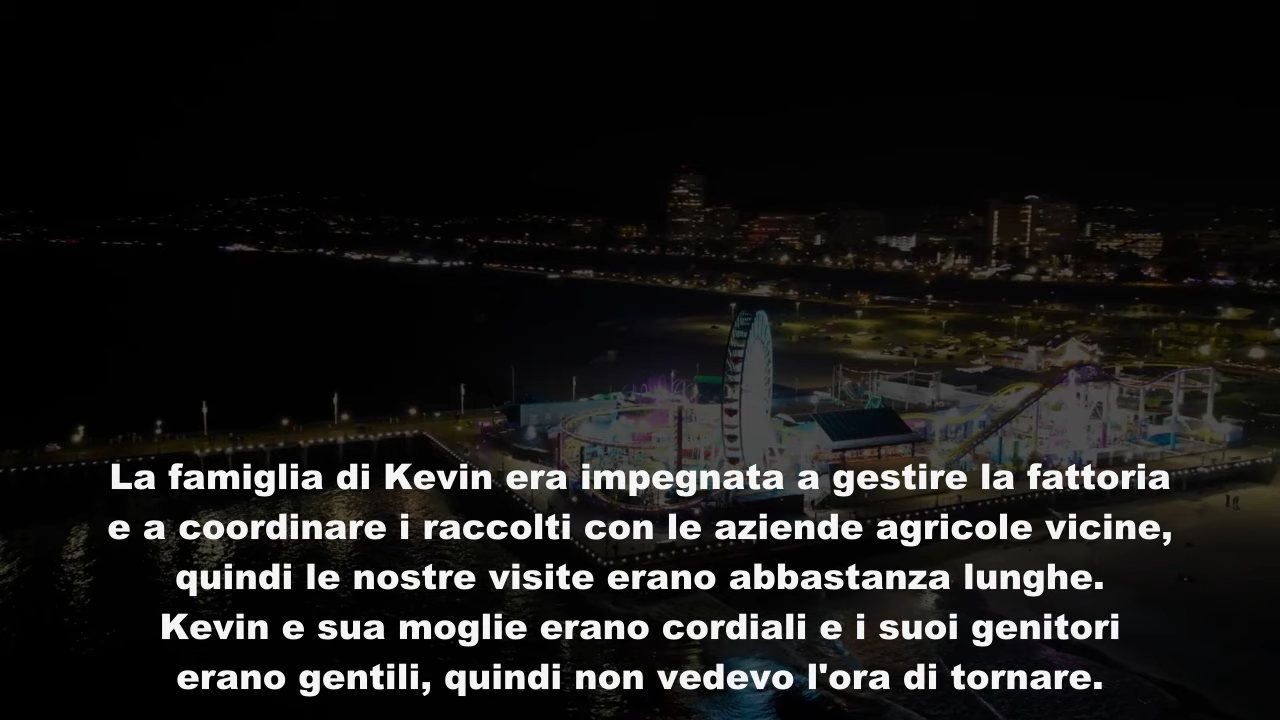 La famiglia di Kevin era impegnata a gestire la fattoria
e a coordinare i raccolti con le aziende agricole vicine,
quindi le nostre visite erano abbastanza lunghe.
Kevin e sua moglie erano cordiali e i suoi genitori
erano gentili, quindi non vedevo l'ora di tornare.